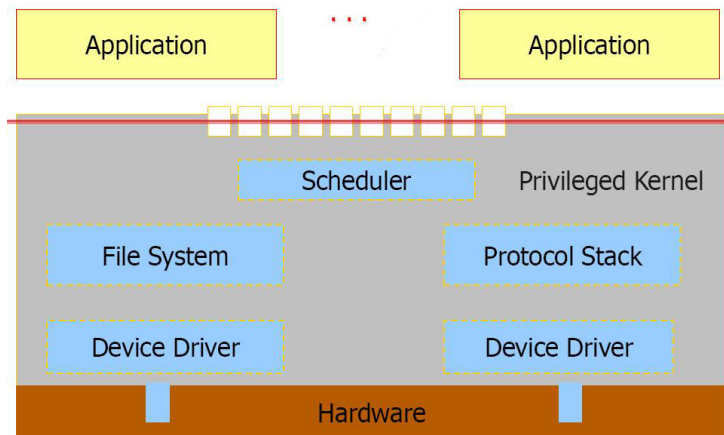 Application
...
Application
Scheduler
Privileged Kernel
File System
Protocol Stack
Device Driver
Device Driver
Hardware